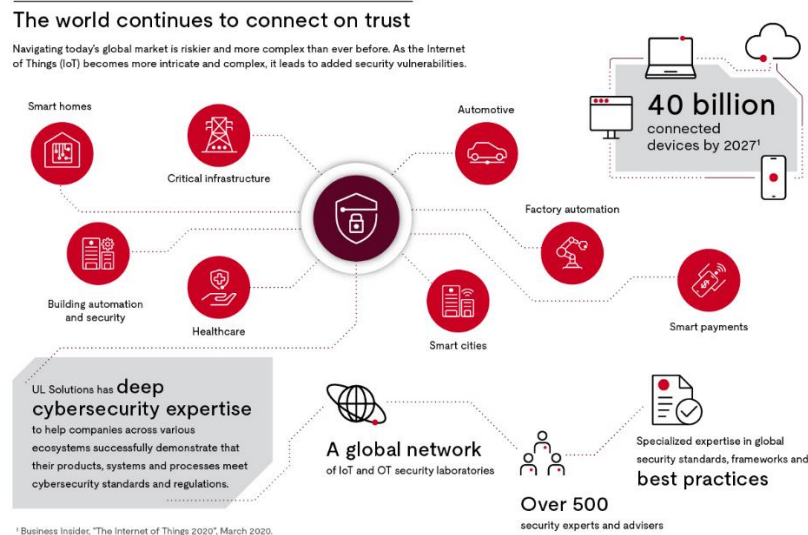 The world continues to connect on trust
Navigating today's global market is riskier and more complex than ever before. As the Internet
of Things (IoT) becomes more intricate and complex, it leads to added security vulnerabilities.
40 billion
connected
devices by 2027¹
Smart homes
Critical infrastructure
Automotive
Factory automation
Building automation
and security
Healthcare
Smart cities
Smart payments
UL Solutions has deep
cybersecurity expertise
to help companies across various
ecosystems successfully demonstrate that
their products, systems and processes meet
cybersecurity standards and regulations.
A global network
of IoT and OT security laboratories
Over 500
security experts and advisers
Specialized expertise in global
security standards, frameworks and
best practices
¹ Business Insider, "The Internet of Things 2020", March 2020.